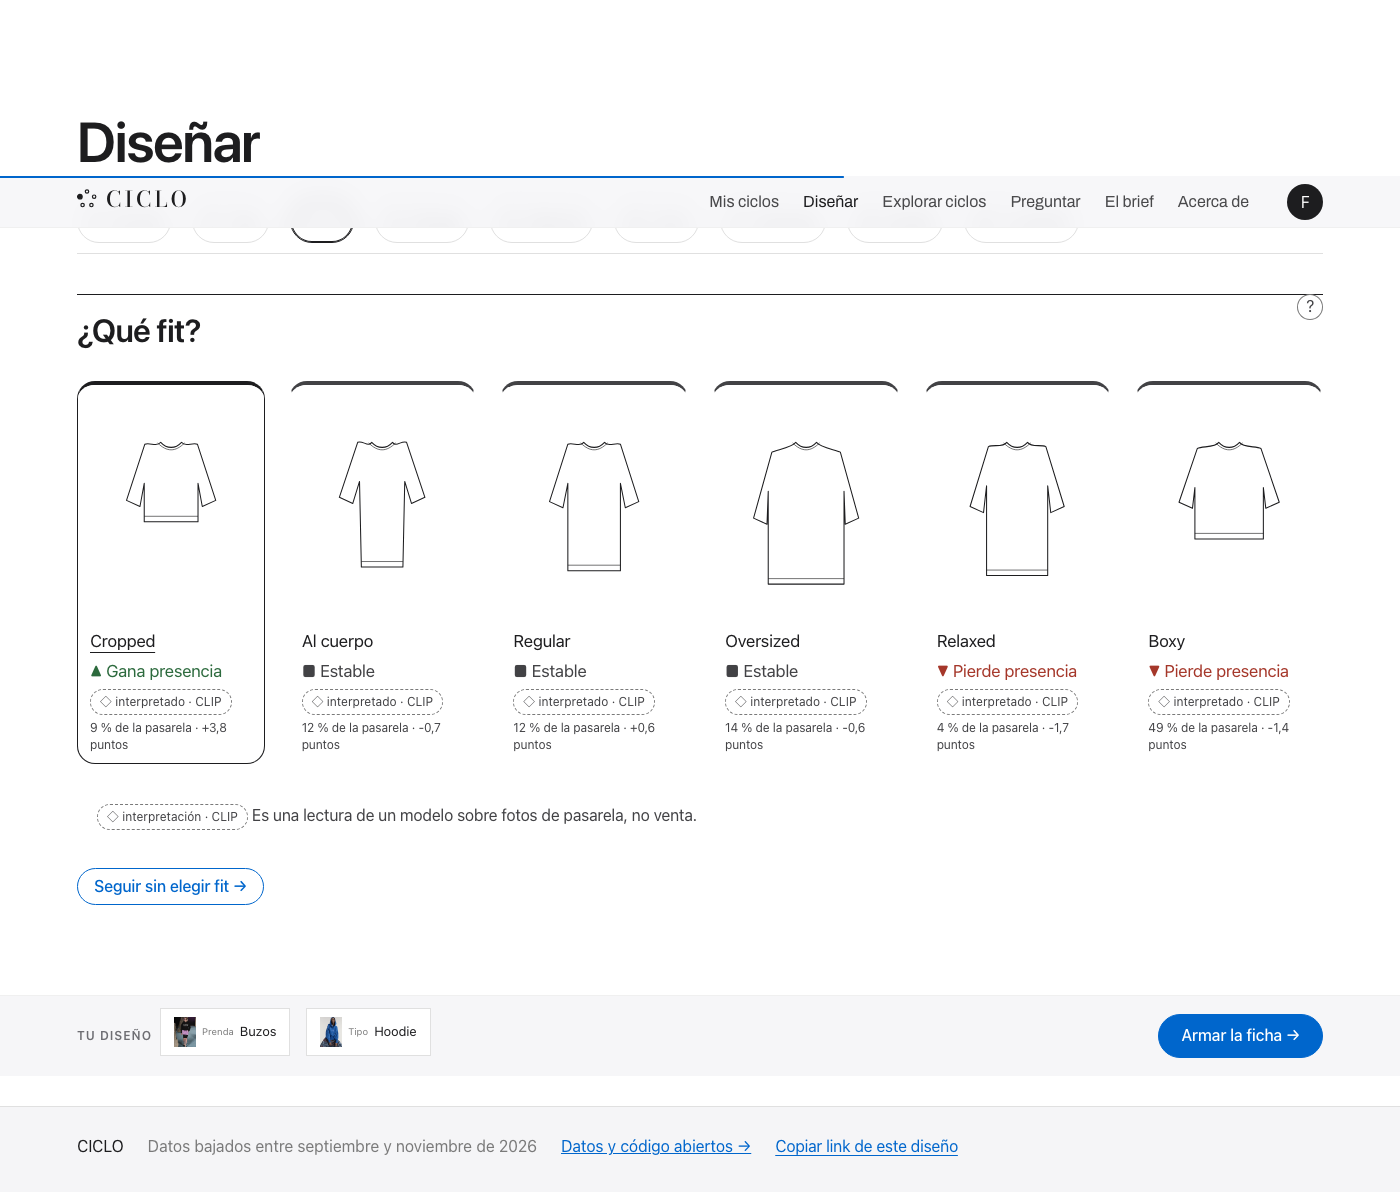 Diseñar
CICLO
Mis ciclos
Diseñar
Explorar ciclos
Preguntar
El brief
Acerca de
F
?
¿Qué fit?
Cropped
▲ Gana presencia
◇ interpretado · CLIP
9 % de la pasarela · +3,8
puntos
Al cuerpo
■ Estable
◇ interpretado · CLIP
12 % de la pasarela · -0,7
puntos
Regular
■ Estable
◇ interpretado · CLIP
12 % de la pasarela · +0,6
puntos
Oversized
■ Estable
◇ interpretado · CLIP
14 % de la pasarela · -0,6
puntos
Relaxed
▼ Pierde presencia
◇ interpretado · CLIP
4 % de la pasarela · -1,7
puntos
Boxy
▼ Pierde presencia
◇ interpretado · CLIP
49 % de la pasarela · -1,4
puntos
◇ interpretación · CLIP Es una lectura de un modelo sobre fotos de pasarela, no venta.
Seguir sin elegir fit →
TU DISEÑO
Prenda Buzos
Tipo Hoodie
Armar la ficha →
CICLO
Datos bajados entre septiembre y noviembre de 2026
Datos y código abiertos →
Copiar link de este diseño